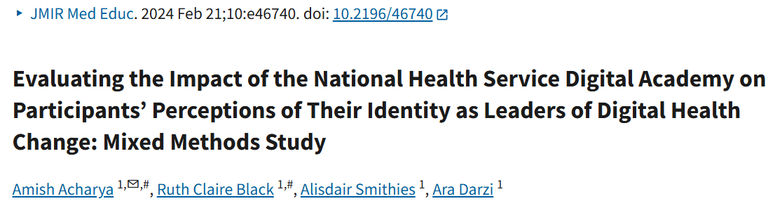 ▸ JMIR Med Educ. 2024 Feb 21;10:e46740. doi: 10.2196/46740
Evaluating the Impact of the National Health Service Digital Academy on
Participants’ Perceptions of Their Identity as Leaders of Digital Health
Change: Mixed Methods Study
Amish Acharya 1,✉,#, Ruth Claire Black 1,#, Alisdair Smithies 1, Ara Darzi 1